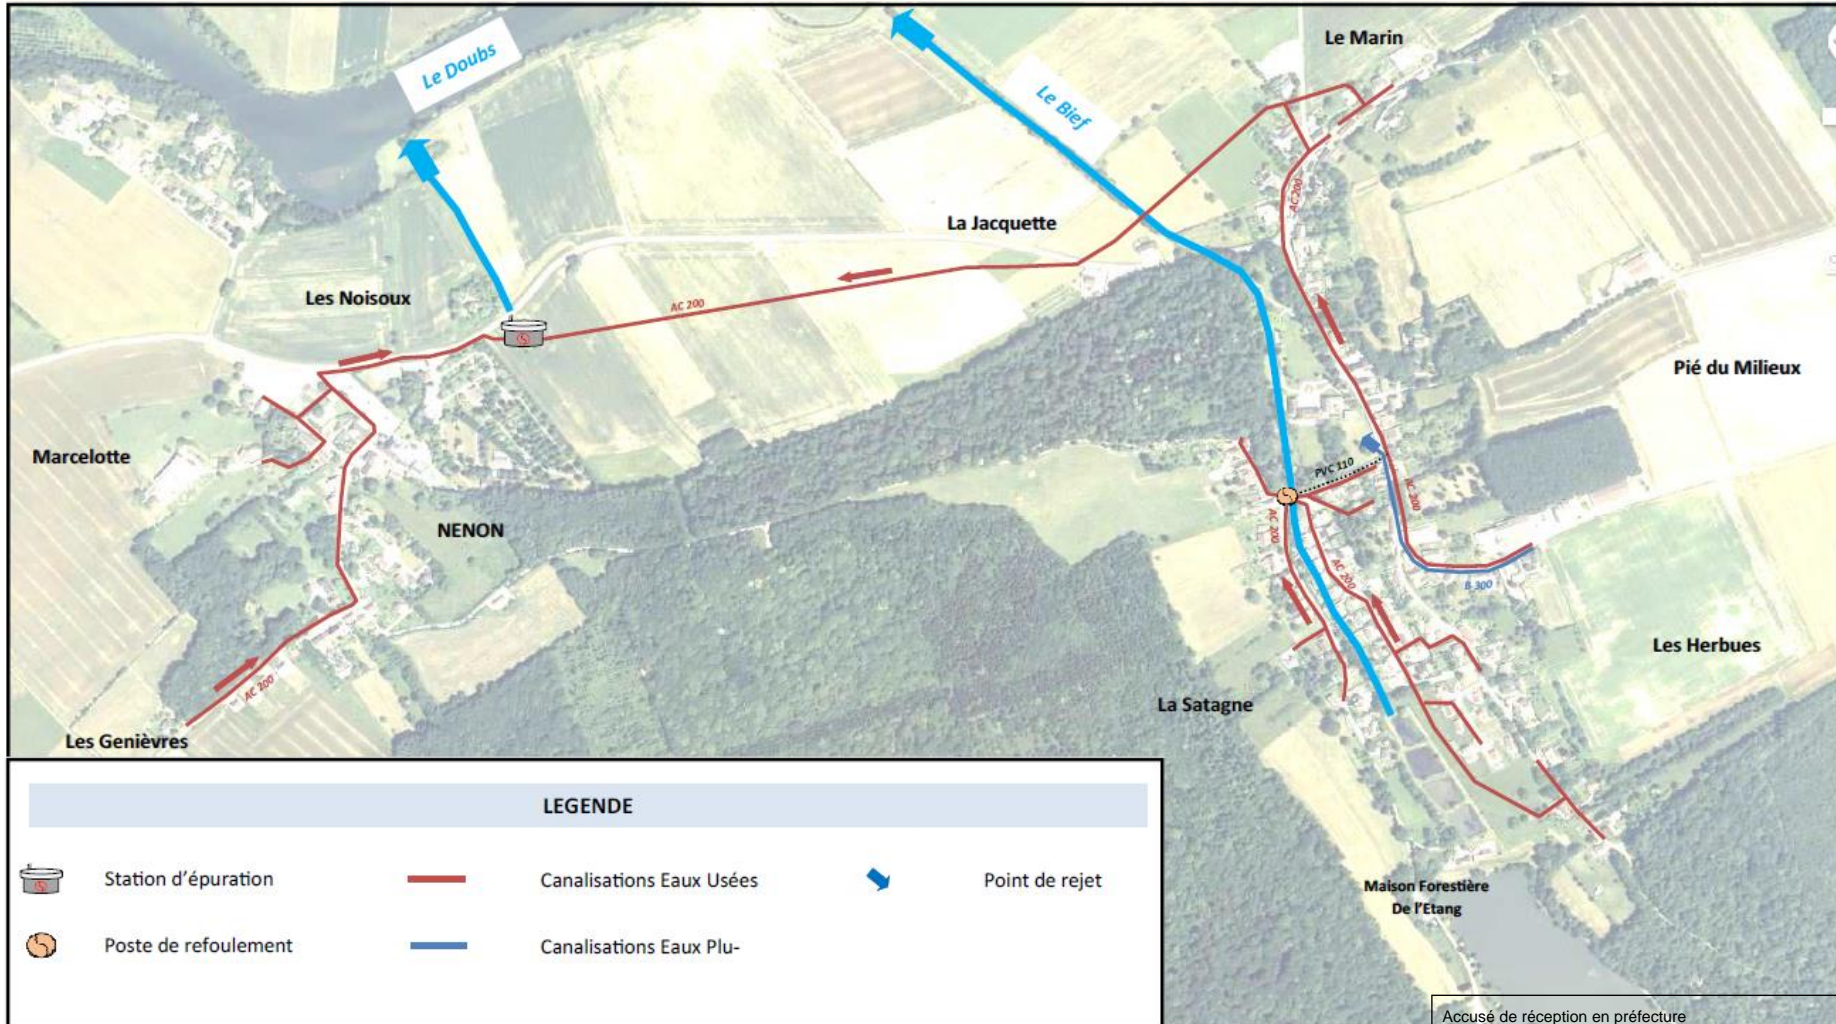 Le Marin
Le Doubs
Le Bief
AC 200
La Jacquette
Les Noisoux
AC 200
Pié du Milieux
Marcelotte
PVC 110
AC 200
AC 200
NENON
AC 200
B 300
Les Herbues
AC 200
La Satagne
Les Genièvres
LEGENDE
Station d'épuration
Canalisations Eaux Usées
Point de rejet
Poste de refoulement
Canalisations Eaux Plu-
Maison Forestière
De l'Etang
Accusé de réception en préfecture